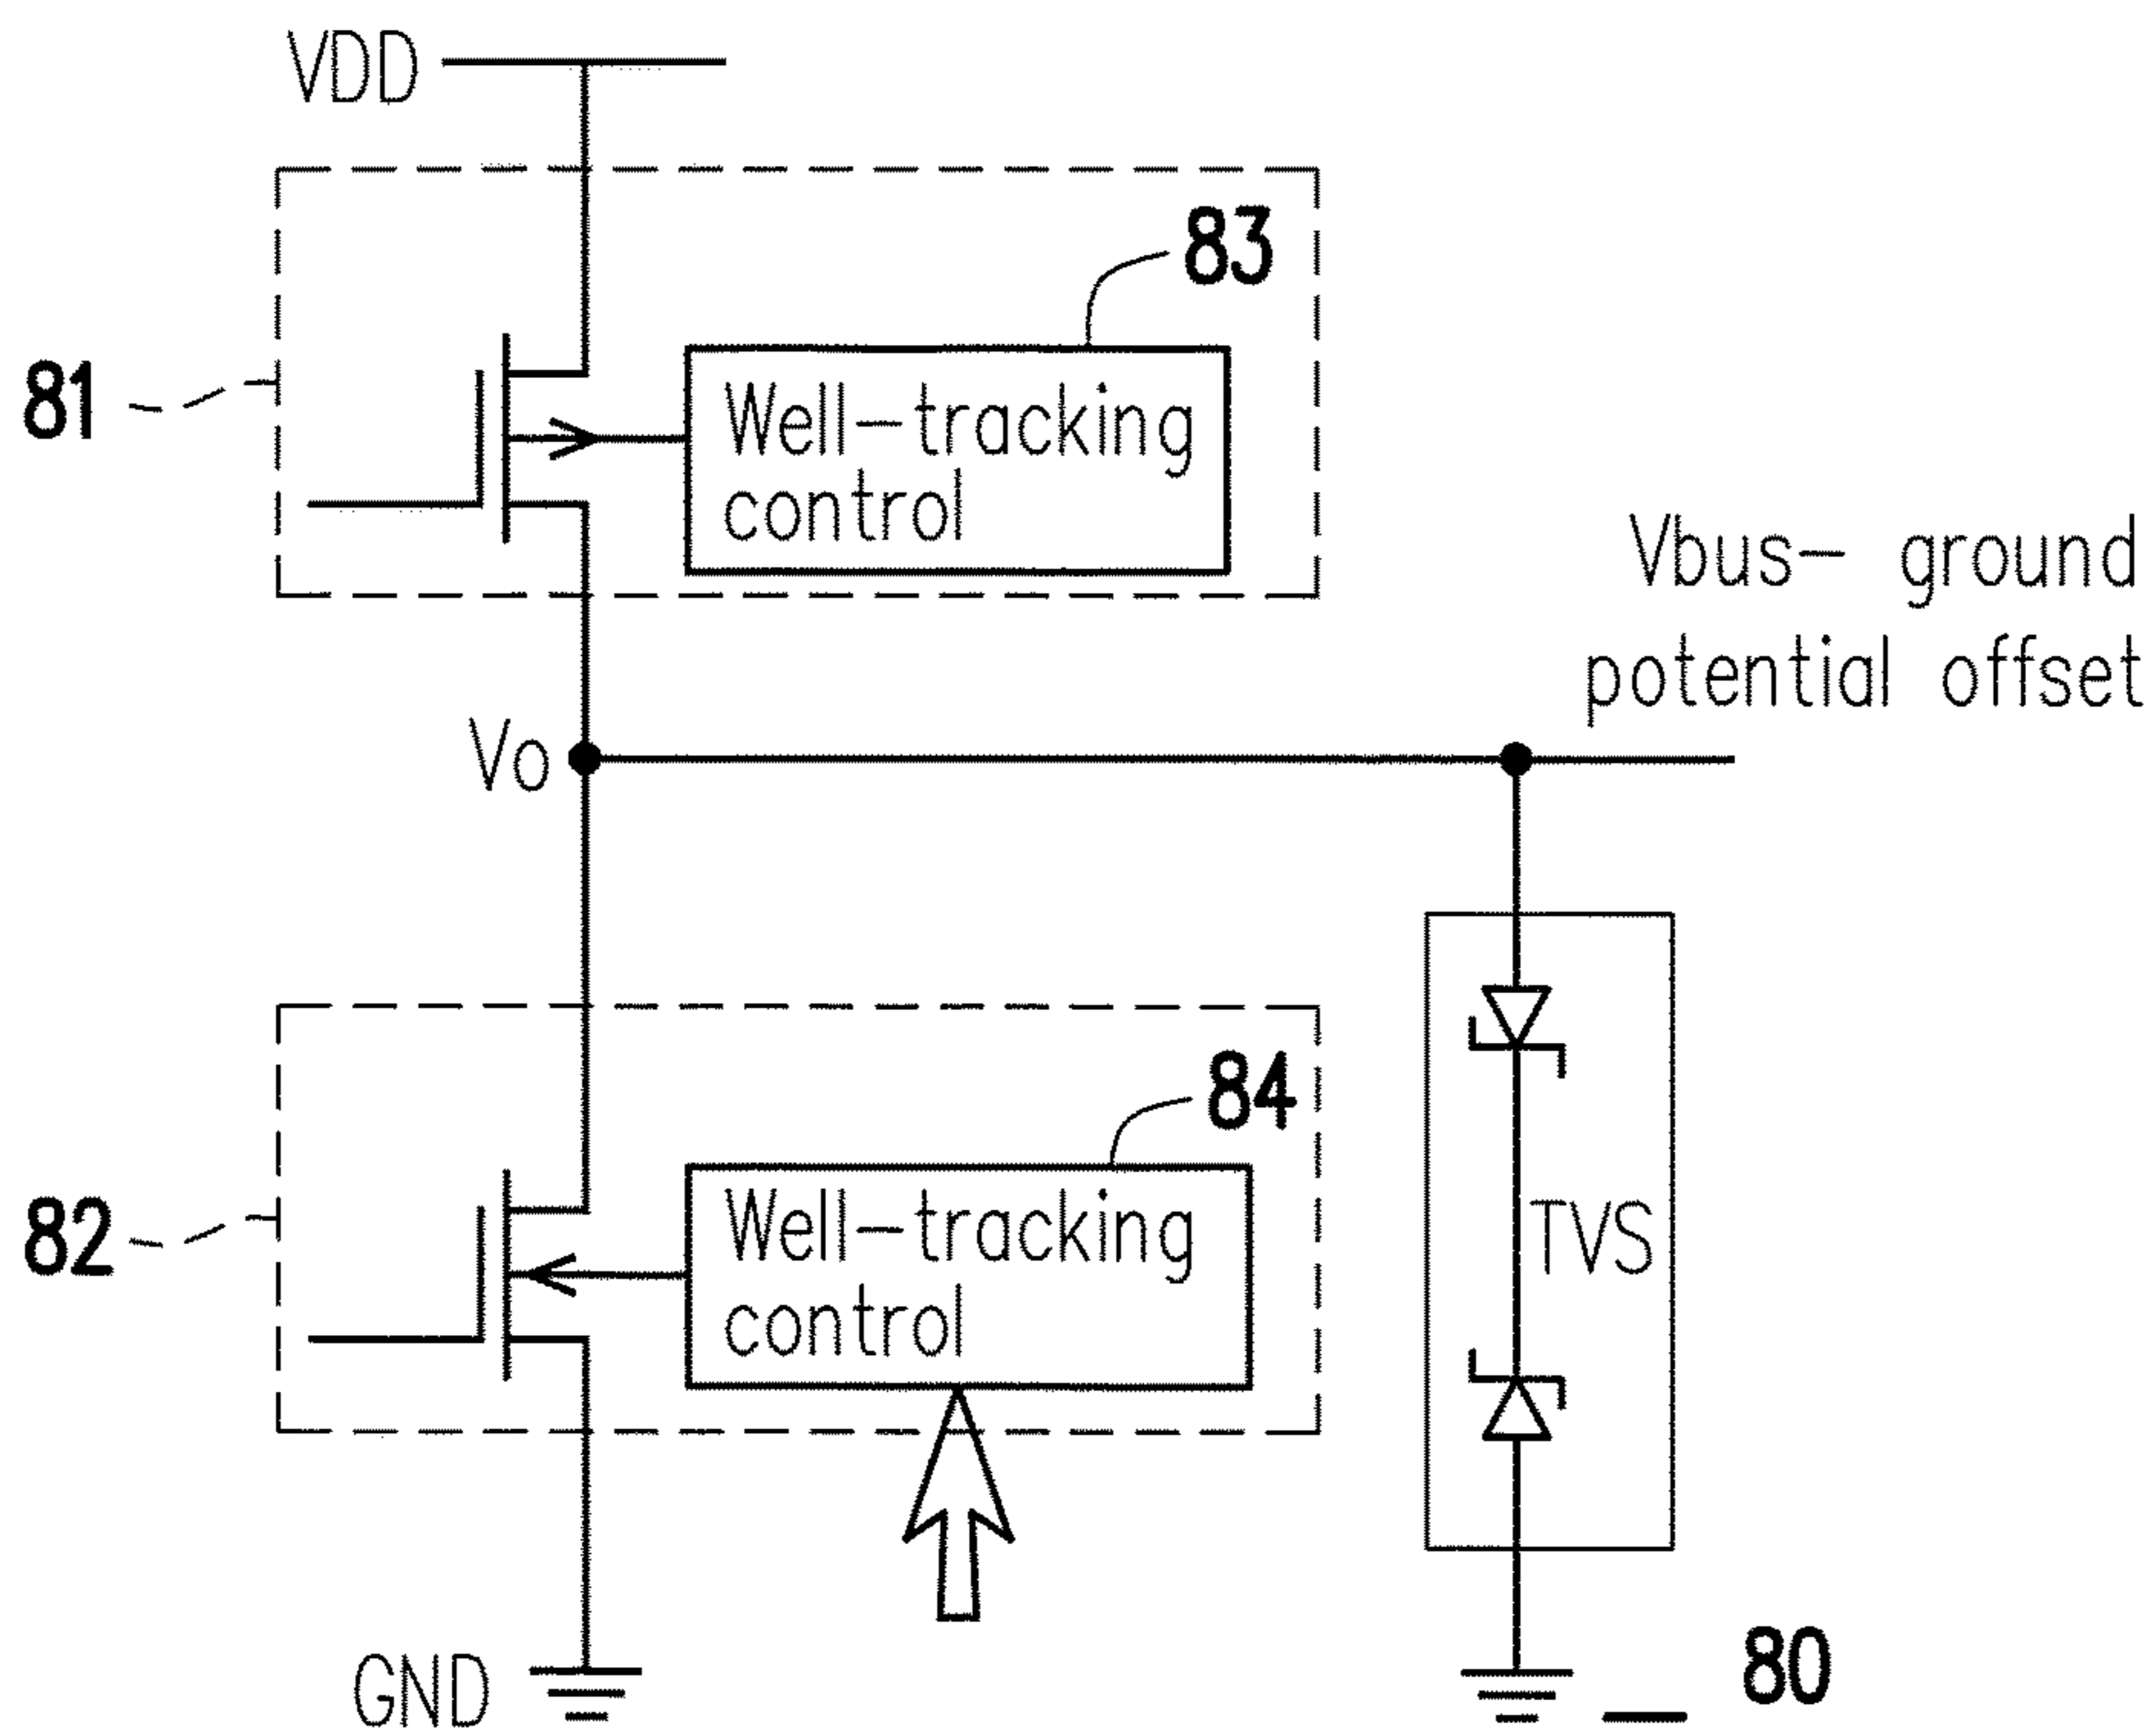 VDD
83
81
Well-tracking
control
Vbus- ground
potential offset
Vo
84
82
Well-tracking
control
TVS
GND
80